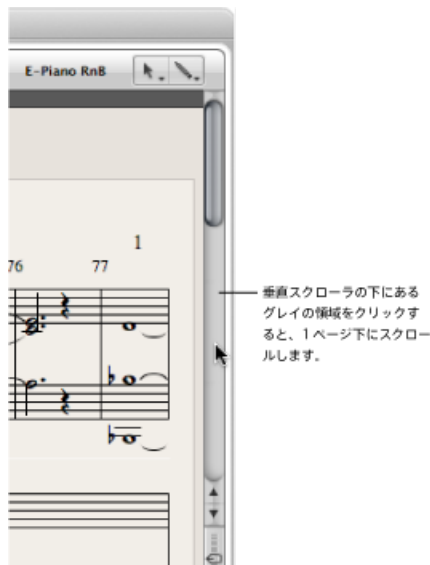 E-Piano RnB
1
76 77
垂直スクローラの下にある
グレイの領域をクリックす
ると、1 ページ下にスクロー
ルします。